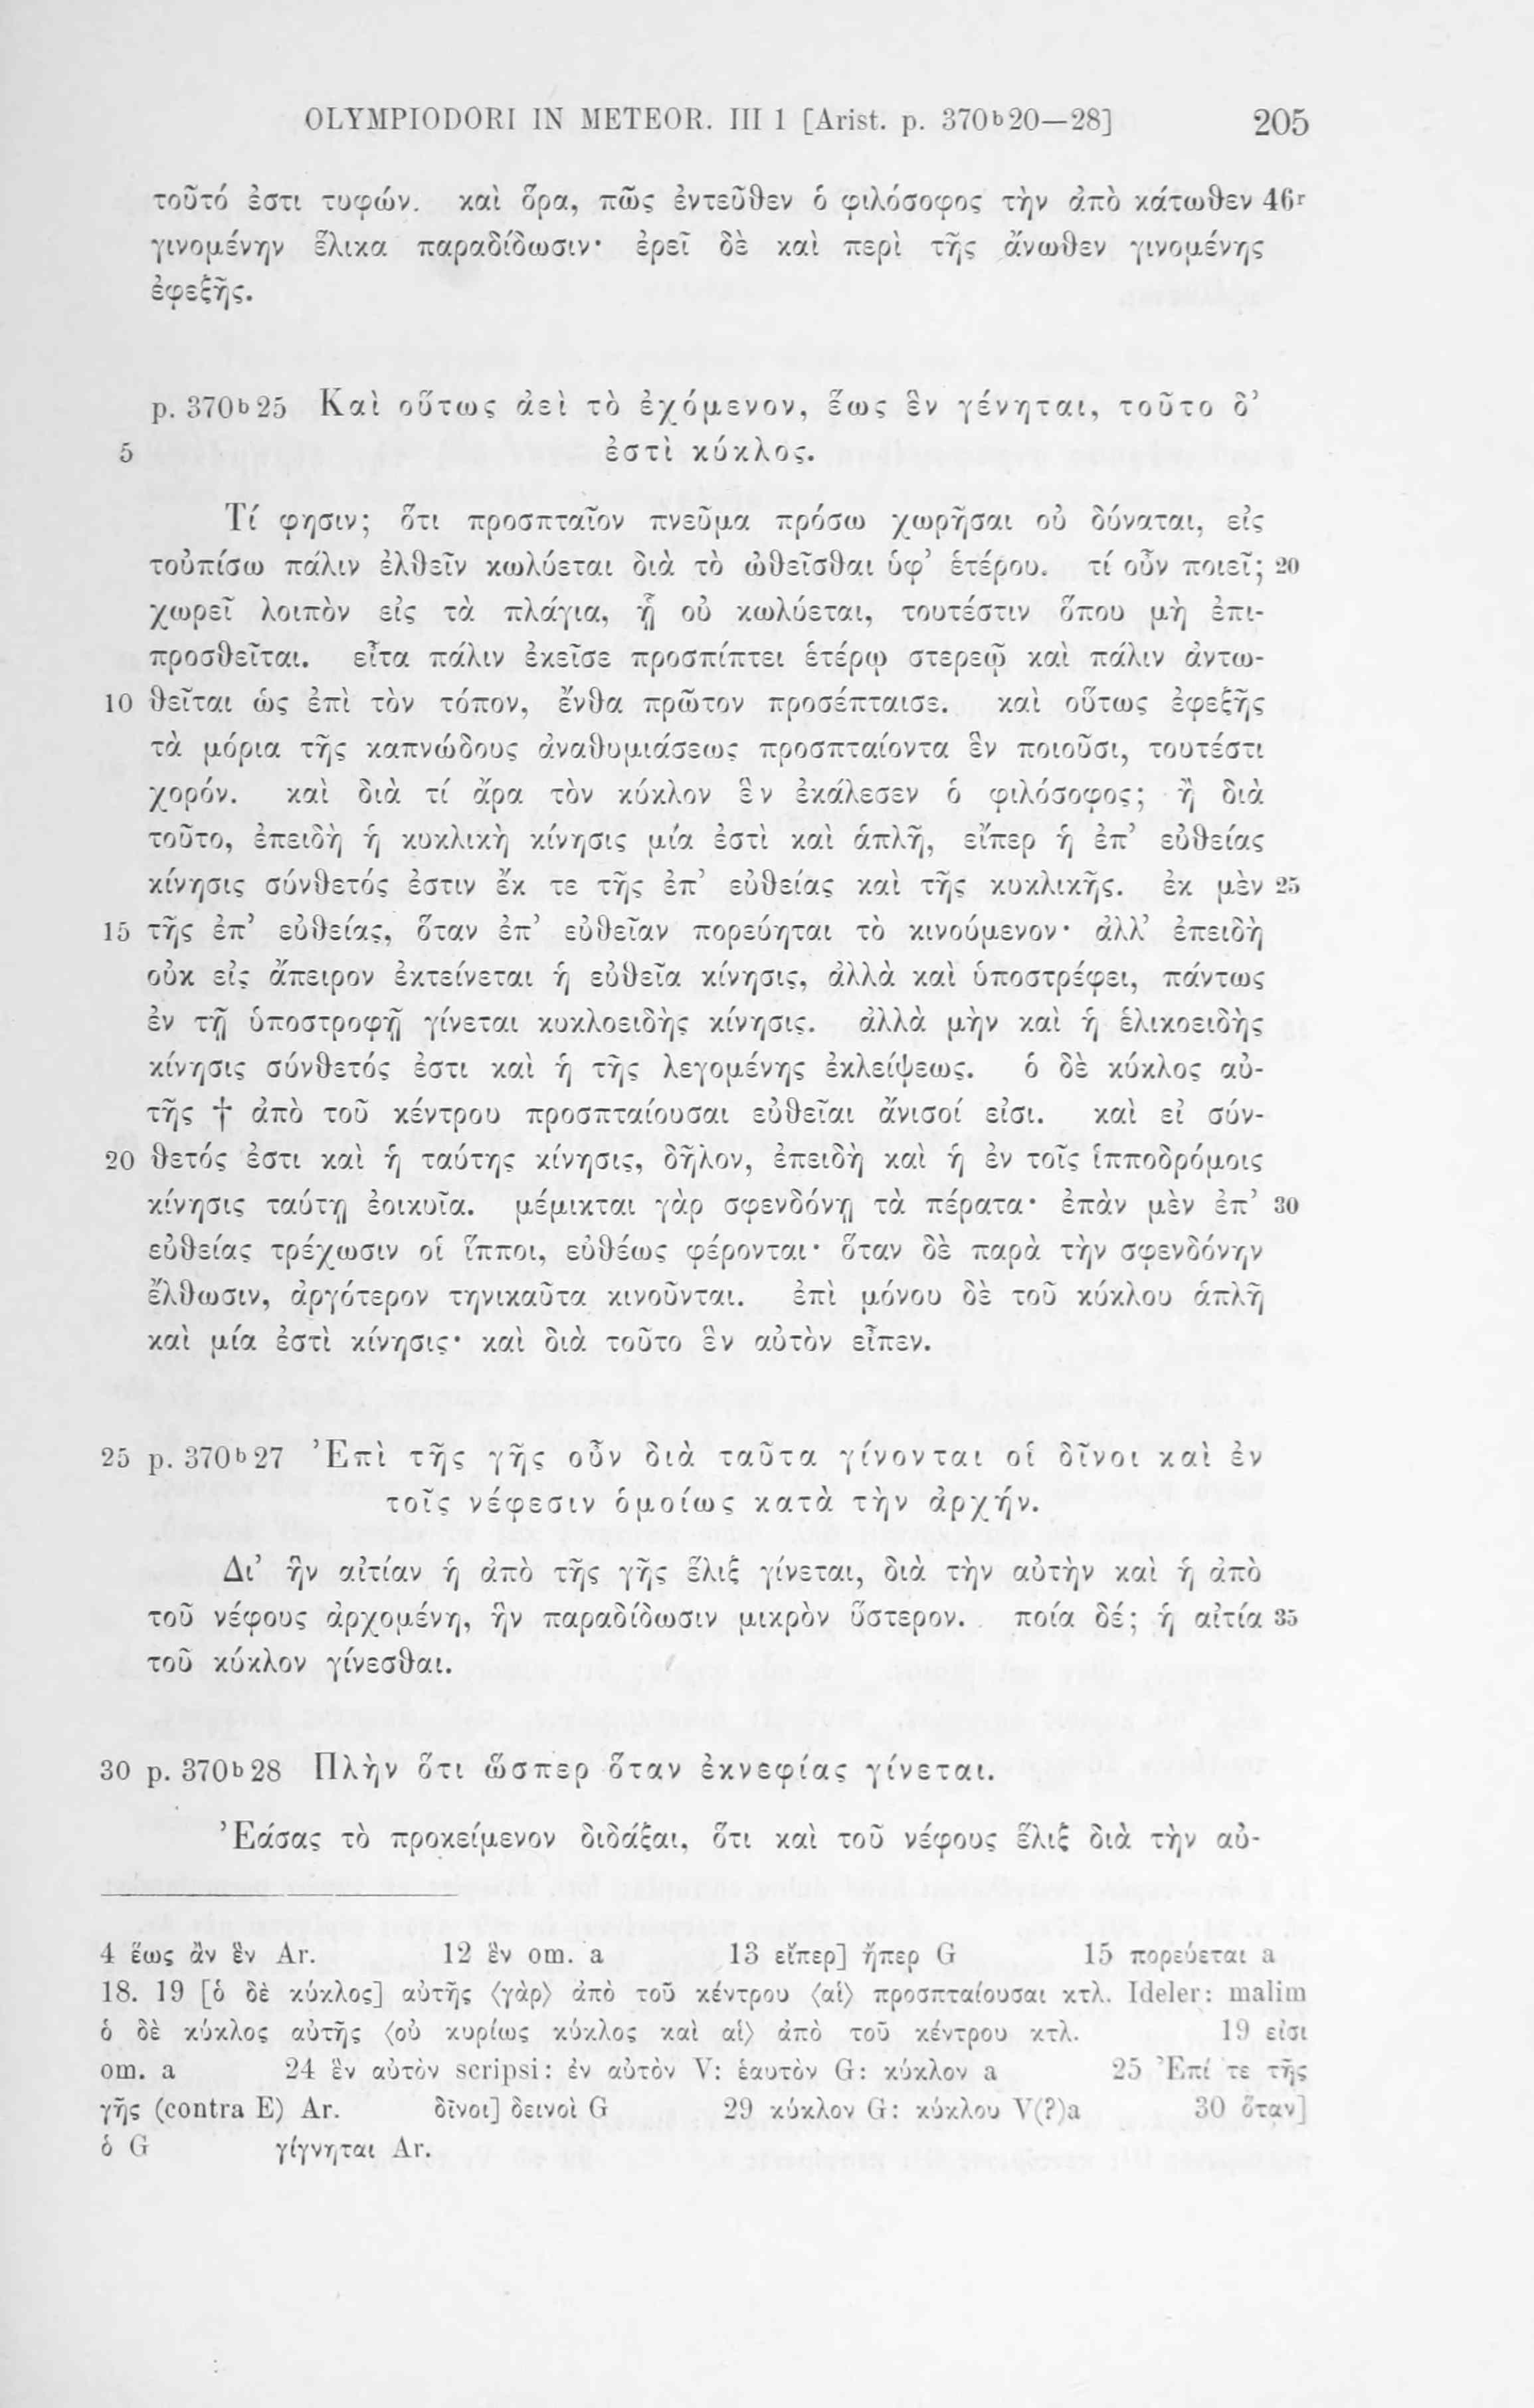 OLYMPIODORI IN METEOR. III 1 [Arist. p. 370b20—28] 205
τοῦτό ἐστι τυφών. καὶ ὅρα, πῶς ἐντεῦθεν ὁ φιλόσοφος τὴν ἀπὸ κάτωθεν 46r
γινομένην ἕλικα παραδίδωσιν· ἐρεῖ δὲ καὶ περὶ τῆς ἄνωθεν γινομένης
ἐφεξῆς.
p. 370b25 Καὶ οὕτως ἀεὶ τὸ ἐχόμενον, ἕως ἓν γένηται, τοῦτο δ’
5 ἐστὶ κύκλος.
Τί φησιν; ὅτι προσπταῖον πνεῦμα πρόσω χωρῆσαι οὐ δύναται, εἰς
τοὐπίσω πάλιν ἐλθεῖν κωλύεται διὰ τὸ ὠθεῖσθαι ὑφ’ ἑτέρου. τί οὖν ποιεῖ; 20
χωρεῖ λοιπὸν εἰς τὰ πλάγια, ᾗ οὐ κωλύεται, τουτέστιν ὅπου μὴ ἐπι-
προσθεῖται. εἶτα πάλιν ἐκεῖσε προσπίπτει ἑτέρῳ στερεῷ καὶ πάλιν ἀντω-
10 θεῖται ὡς ἐπὶ τὸν τόπον, ἔνθα πρῶτον προσέπταισε. καὶ οὕτως ἐφεξῆς
τὰ μόρια τῆς καπνώδους ἀναθυμιάσεως προσπταίοντα ἓν ποιοῦσι, τουτέστι
χορόν. καὶ διὰ τί ἄρα τὸν κύκλον ἓν ἐκάλεσεν ὁ φιλόσοφος; ἢ διὰ
τοῦτο, ἐπειδὴ ἡ κυκλικὴ κίνησις μία ἐστὶ καὶ ἁπλῆ, εἴπερ ἡ ἐπ’ εὐθείας
κίνησις σύνθετός ἐστιν ἔκ τε τῆς ἐπ’ εὐθείας καὶ τῆς κυκλικῆς. ἐκ μὲν 25
15 τῆς ἐπ’ εὐθείας, ὅταν ἐπ’ εὐθεῖαν πορεύηται τὸ κινούμενον· ἀλλ’ ἐπειδὴ
οὐκ εἰς ἄπειρον ἐκτείνεται ἡ εὐθεῖα κίνησις, ἀλλὰ καὶ ὑποστρέφει, πάντως
ἐν τῇ ὑποστροφῇ γίνεται κυκλοειδὴς κίνησις. ἀλλὰ μὴν καὶ ἡ ἑλικοειδὴς
κίνησις σύνθετός ἐστι καὶ ἡ τῆς λεγομένης ἐκλείψεως. ὁ δὲ κύκλος αὐ-
τῆς † ἀπὸ τοῦ κέντρου προσπταίουσαι εὐθεῖαι ἄνισοί εἰσι. καὶ εἰ σύν-
20 θετός ἐστι καὶ ἡ ταύτης κίνησις, δῆλον, ἐπειδὴ καὶ ἡ ἐν τοῖς ἱπποδρόμοις
κίνησις ταύτῃ ἐοικυῖα. μέμικται γὰρ σφενδόνῃ τὰ πέρατα· ἐπὰν μὲν ἐπ’ 30
εὐθείας τρέχωσιν οἱ ἵπποι, εὐθέως φέρονται· ὅταν δὲ παρὰ τὴν σφενδόνην
ἔλθωσιν, ἀργότερον τηνικαῦτα κινοῦνται. ἐπὶ μόνου δὲ τοῦ κύκλου ἁπλῆ
καὶ μία ἐστὶ κίνησις· καὶ διὰ τοῦτο ἓν αὐτὸν εἶπεν.
25 p. 370b27 Ἐπὶ τῆς γῆς οὖν διὰ ταῦτα γίνονται οἱ δῖνοι καὶ ἐν
τοῖς νέφεσιν ὁμοίως κατὰ τὴν ἀρχήν.
Δι’ ἣν αἰτίαν ἡ ἀπὸ τῆς γῆς ἕλιξ γίνεται, διὰ τὴν αὐτὴν καὶ ἡ ἀπὸ
τοῦ νέφους ἀρχομένη, ἣν παραδίδωσιν μικρὸν ὕστερον. ποία δέ; ἡ αἰτία 35
τοῦ κύκλον γίνεσθαι.
30 p. 370b28 Πλὴν ὅτι ὥσπερ ὅταν ἐκνεφίας γίνεται.
Ἐάσας τὸ προκείμενον διδάξαι, ὅτι καὶ τοῦ νέφους ἕλιξ διὰ τὴν αὐ-
4 ἕως ἂν ἓν Ar. 12 ἓν om. a 13 εἴπερ] ἤπερ G 15 πορεύεται a
18. 19 [ὁ δὲ κύκλος] αὐτῆς ⟨γὰρ⟩ ἀπὸ τοῦ κέντρου ⟨αἱ⟩ προσπταίουσαι κτλ. Ideler: malim
ὁ δὲ κύκλος αὐτῆς ⟨οὐ κυρίως κύκλος καὶ αἱ⟩ ἀπὸ τοῦ κέντρου κτλ. 19 εἰσι
om. a 24 ἓν αὐτὸν scripsi: ἐν αὐτὸν V: ἑαυτὸν G: κύκλον a 25 Ἐπί τε τῆς
γῆς (contra E) Ar. δῖνοι] δεινοὶ G 29 κύκλον G: κύκλου V(?)a 30 ὅταν]
ὁ G γίγνηται Ar.